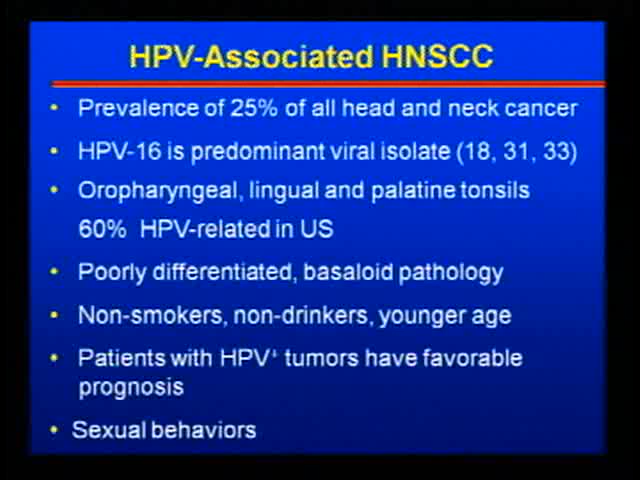 HPV-Associated HNSCC
• Prevalence of 25% of all head and neck cancer
• HPV-16 is predominant viral isolate (18, 31, 33)
• Oropharyngeal, lingual and palatine tonsils
60% HPV-related in US
• Poorly differentiated, basaloid pathology
• Non-smokers, non-drinkers, younger age
• Patients with HPV⁺ tumors have favorable
prognosis
• Sexual behaviors